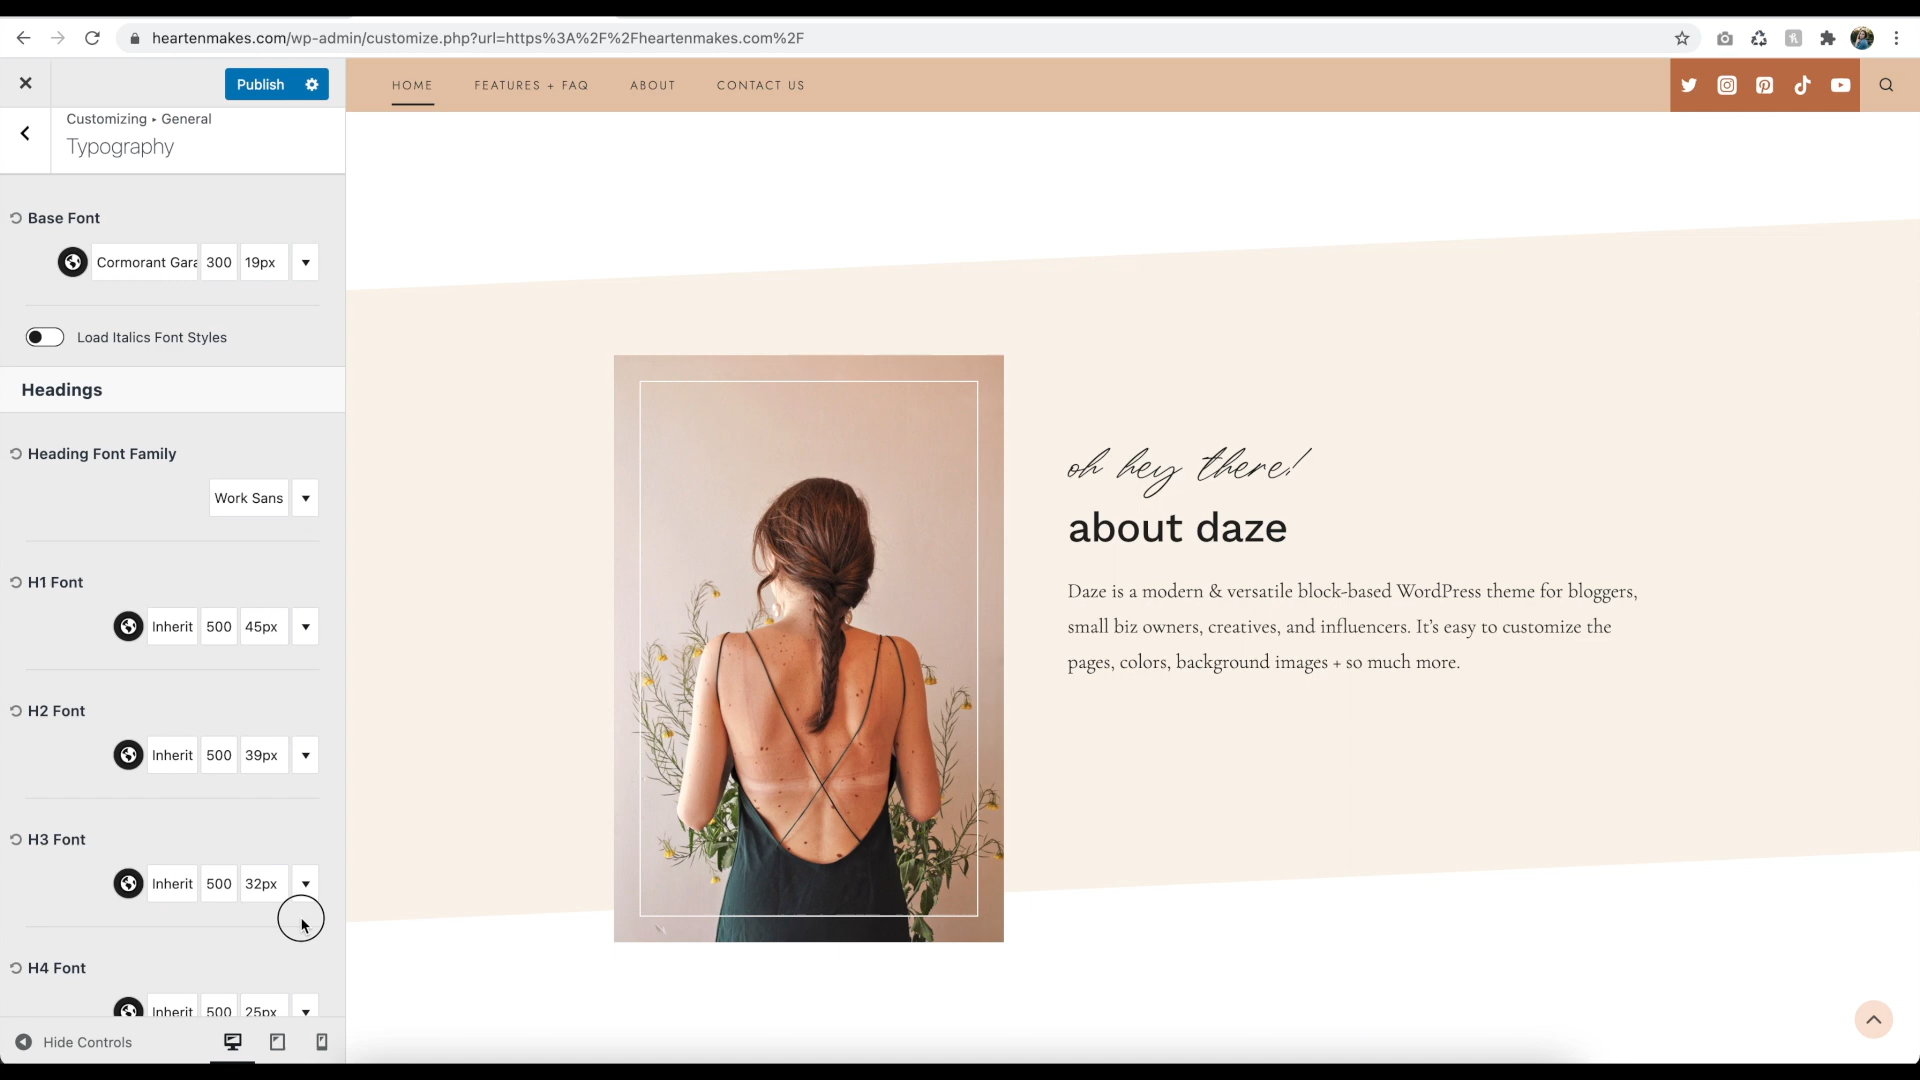 heartenmakes.com/wp-admin/customize.php?url=https%3A%2F%2Fheartenmakes.com%2F
Publish
Customizing ▸ General
Typography
HOME
FEATURES + FAQ
ABOUT
CONTACT US
Base Font
Cormorant Gara
300
19px
Load Italics Font Styles
Headings
Heading Font Family
Work Sans
H1 Font
Inherit
500
45px
H2 Font
Inherit
500
39px
H3 Font
Inherit
500
32px
H4 Font
Inherit
500
25px
Hide Controls
oh hey there!
about daze
Daze is a modern & versatile block-based WordPress theme for bloggers,
small biz owners, creatives, and influencers. It's easy to customize the
pages, colors, background images + so much more.